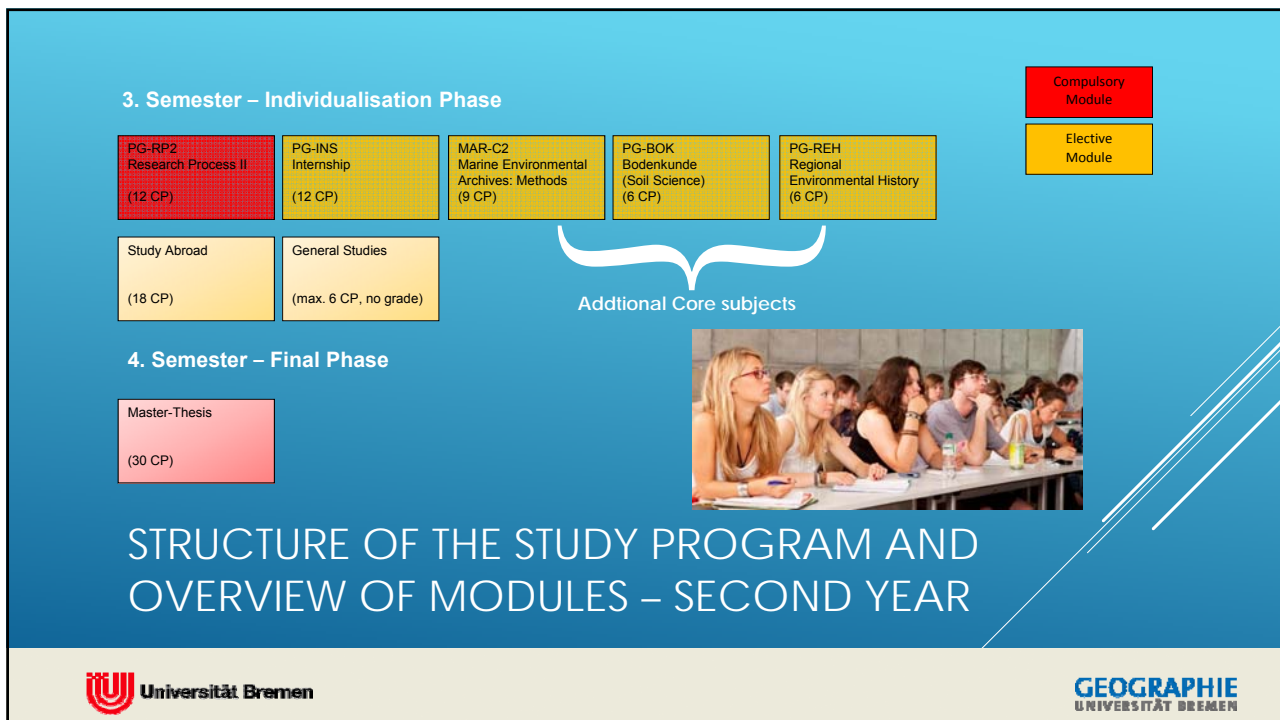 3. Semester – Individualisation Phase
Compulsory
Module
Elective
Module
PG-RP2
Research Process II
(12 CP)
PG-INS
Internship
(12 CP)
MAR-C2
Marine Environmental
Archives: Methods
(9 CP)
PG-BOK
Bodenkunde
(Soil Science)
(6 CP)
PG-REH
Regional
Environmental History
(6 CP)
Study Abroad
(18 CP)
General Studies
(max. 6 CP, no grade)
Addtional Core subjects
4. Semester – Final Phase
Master-Thesis
(30 CP)
STRUCTURE OF THE STUDY PROGRAM AND
OVERVIEW OF MODULES – SECOND YEAR
Universität Bremen
GEOGRAPHIE
UNIVERSITÄT BREMEN